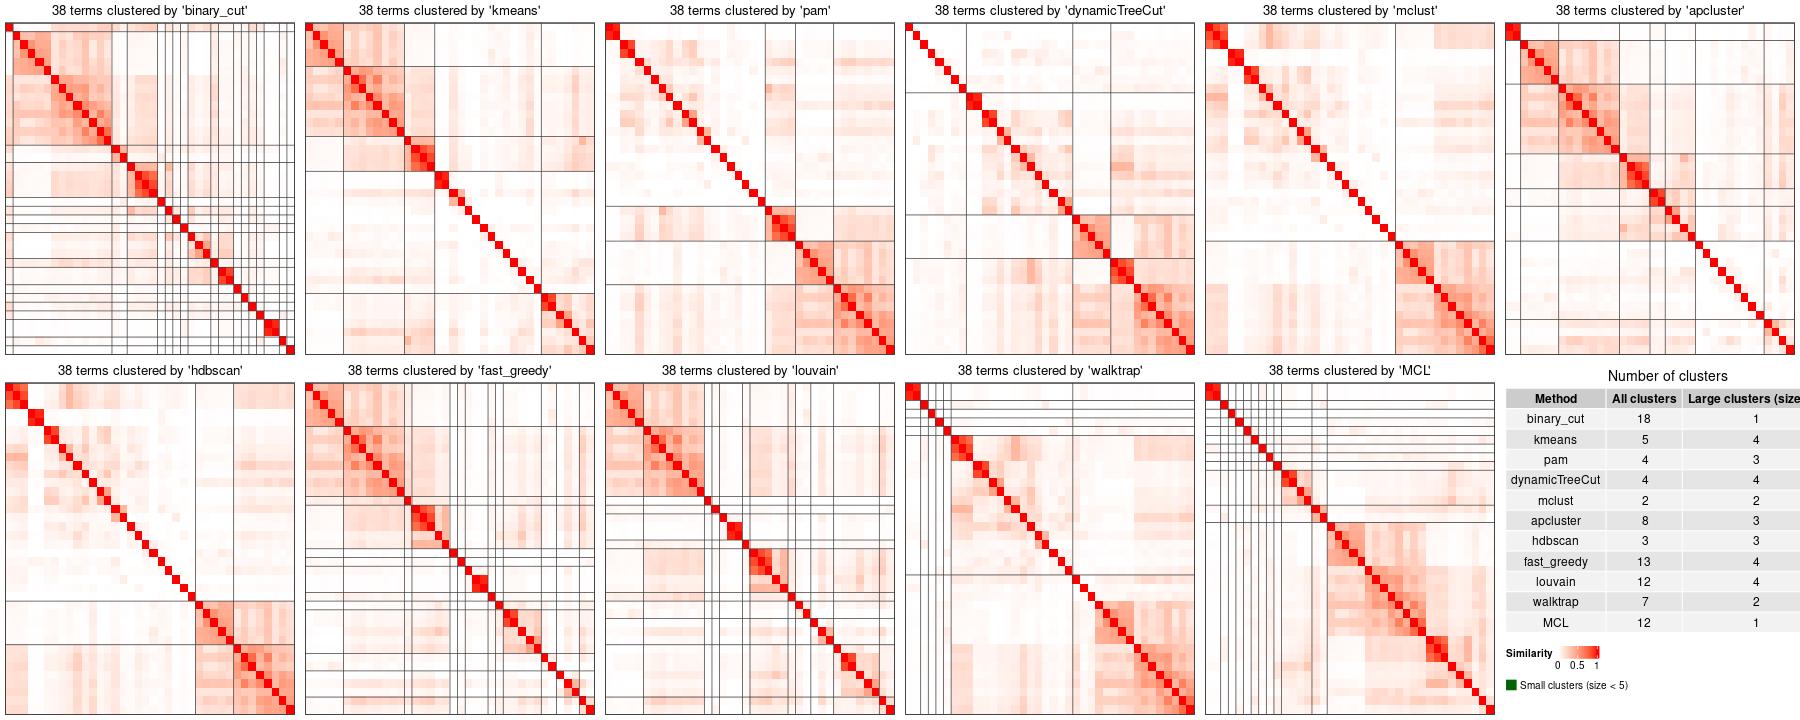 38 terms clustered by 'binary_cut'
38 terms clustered by 'kmeans'
38 terms clustered by 'pam'
38 terms clustered by 'dynamicTreeCut'
38 terms clustered by 'mclust'
38 terms clustered by 'apcluster'
38 terms clustered by 'hdbscan'
38 terms clustered by 'fast_greedy'
38 terms clustered by 'louvain'
38 terms clustered by 'walktrap'
38 terms clustered by 'MCL'
Number of clusters
Method All clusters Large clusters (size
binary_cut 18 1
kmeans 5 4
pam 4 3
dynamicTreeCut 4 4
mclust 2 2
apcluster 8 3
hdbscan 3 3
fast_greedy 13 4
louvain 12 4
walktrap 7 2
MCL 12 1
Similarity
0 0.5 1
Small clusters (size < 5)